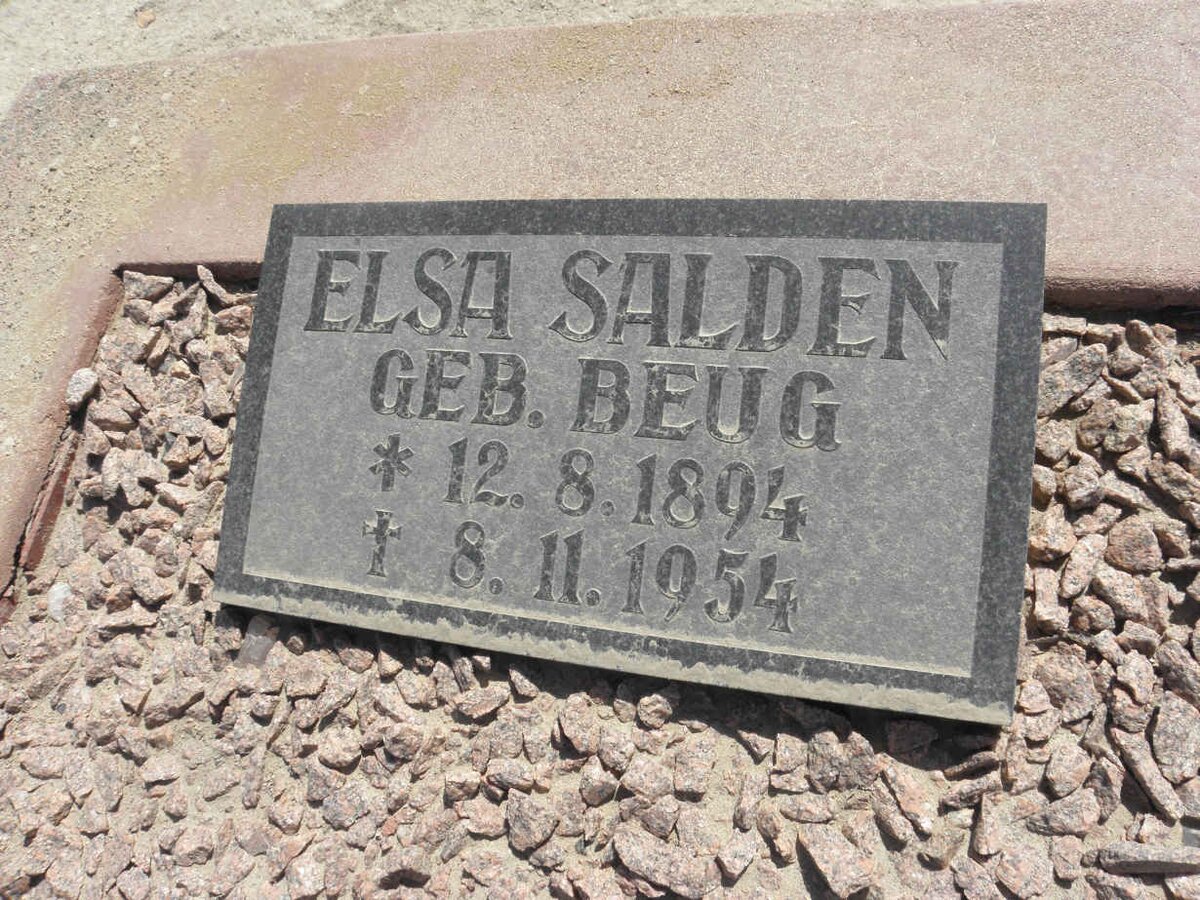 ELSA SALDEN
GEB. BEUG
* 12. 8. 1894
† 8. 11. 1954